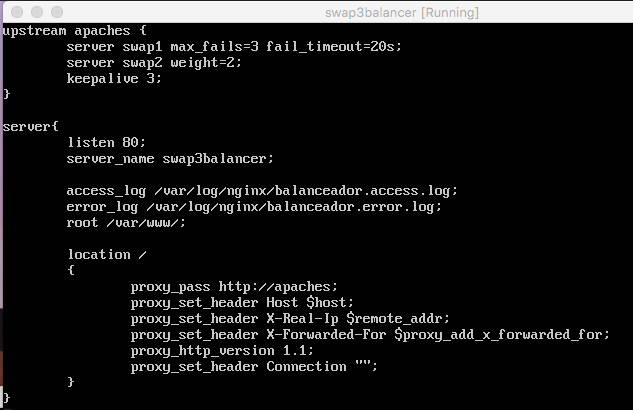 swap3balancer [Running]
upstream apaches {
        server swap1 max_fails=3 fail_timeout=20s;
        server swap2 weight=2;
        keepalive 3;
}

server{
        listen 80;
        server_name swap3balancer;

        access_log /var/log/nginx/balanceador.access.log;
        error_log /var/log/nginx/balanceador.error.log;
        root /var/www/;

        location /
        {
                proxy_pass http://apaches;
                proxy_set_header Host $host;
                proxy_set_header X-Real-Ip $remote_addr;
                proxy_set_header X-Forwarded-For $proxy_add_x_forwarded_for;
                proxy_http_version 1.1;
                proxy_set_header Connection "";
        }
}